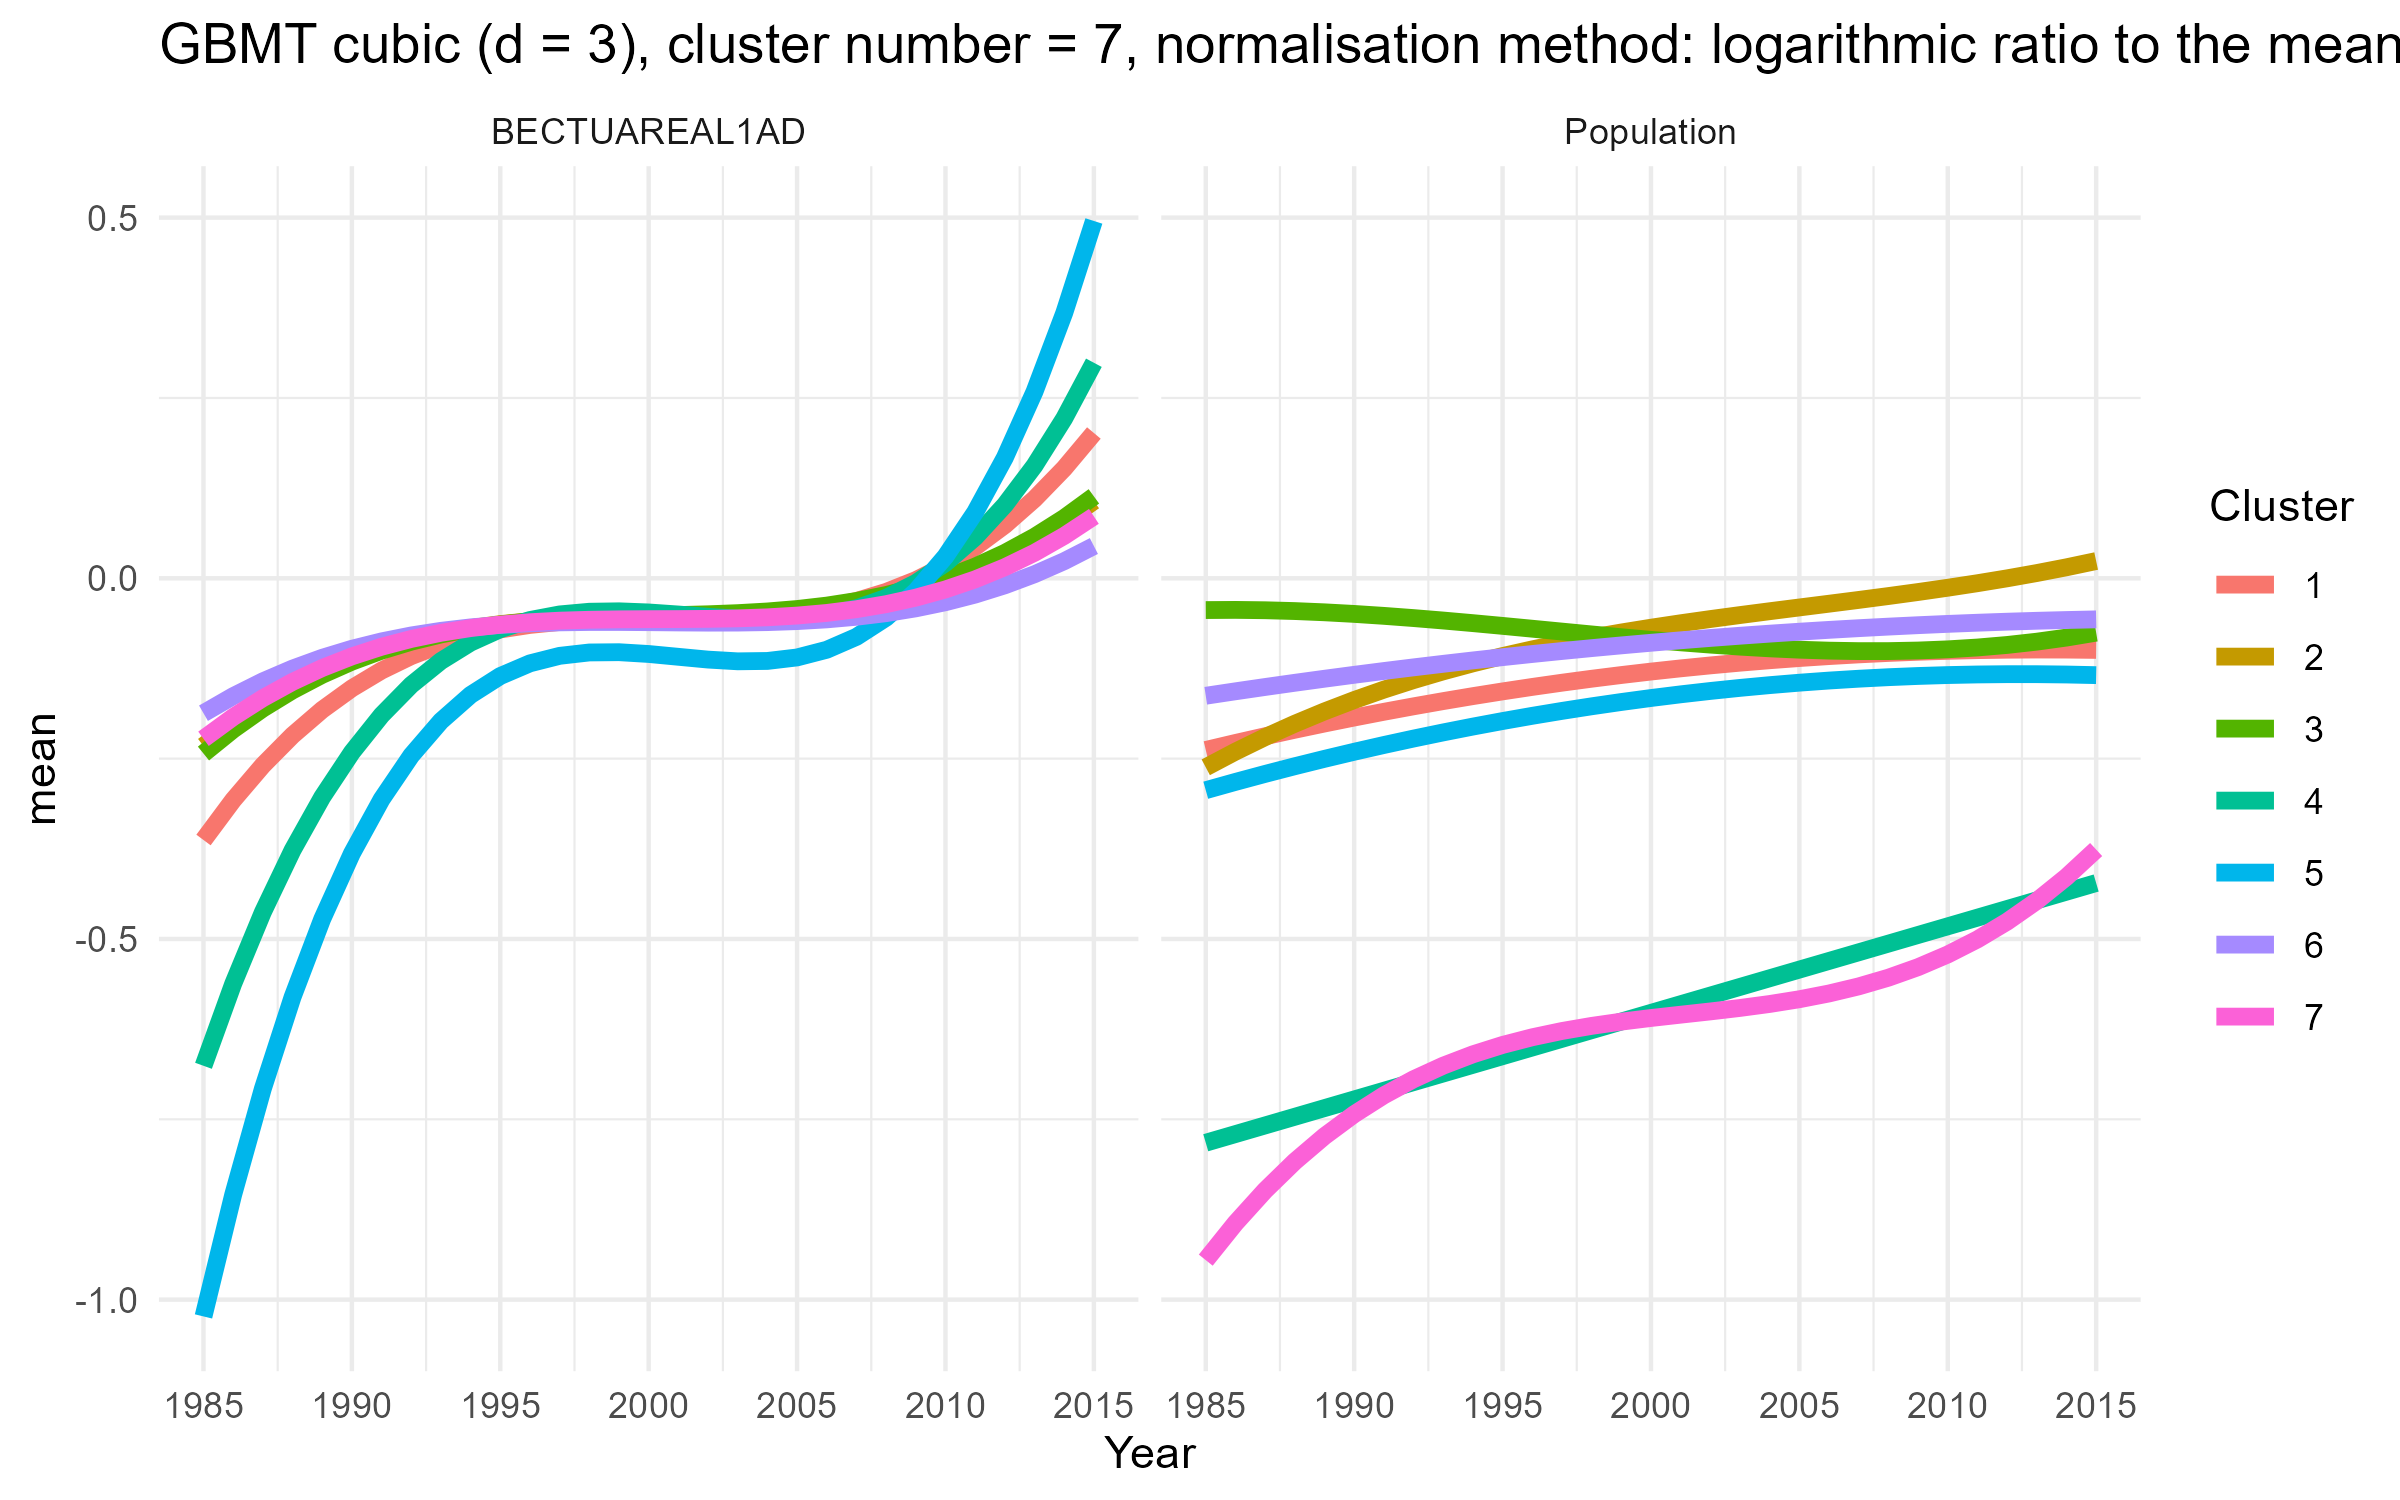 GBMT cubic (d = 3), cluster number = 7, normalisation method: logarithmic ratio to the mean
BECTUAREAL1AD Population
0.5
0.0
-0.5
-1.0
mean
1985 1990 1995 2000 2005 2010 2015 1985 1990 1995 2000 2005 2010 2015
Year
Cluster
1
2
3
4
5
6
7